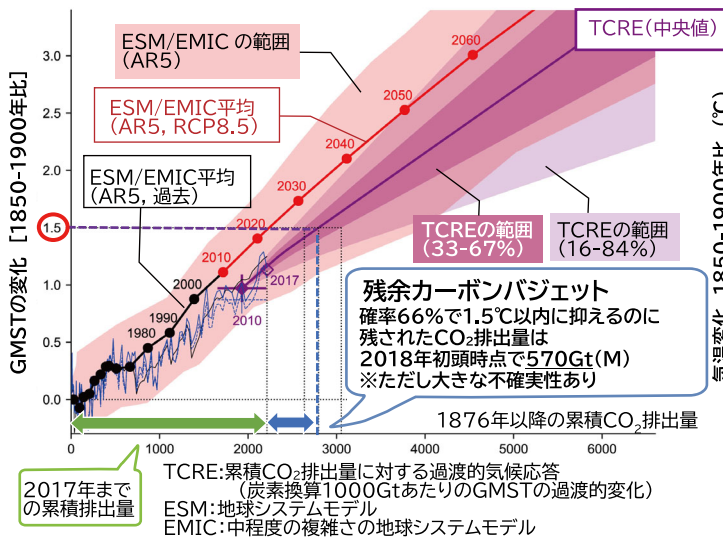 GMSTの変化 [1850-1900年比]
3.0
2.5
2.0
1.5
1.0
0.5
0.0
ESM/EMIC の範囲
(AR5)
ESM/EMIC平均
(AR5, RCP8.5)
ESM/EMIC平均
(AR5, 過去)
TCRE(中央値)
2060
2050
2040
2030
2020
2010
2000
1990
1980
2017
2010
TCREの範囲
(33-67%)
TCREの範囲
(16-84%)
残余カーボンバジェット
確率66%で1.5℃以内に抑えるのに
残されたCO₂排出量は
2018年初頭時点で570Gt(M)
※ただし大きな不確実性あり
1876年以降の累積CO₂排出量
0
1000
2000
3000
4000
5000
6000
2017年まで
の累積排出量
TCRE:累積CO₂排出量に対する過渡的気候応答
(炭素換算1000GtあたりのGMSTの過渡的変化)
ESM:地球システムモデル
EMIC:中程度の複雑さの地球システムモデル
1850-1900年比 (℃)